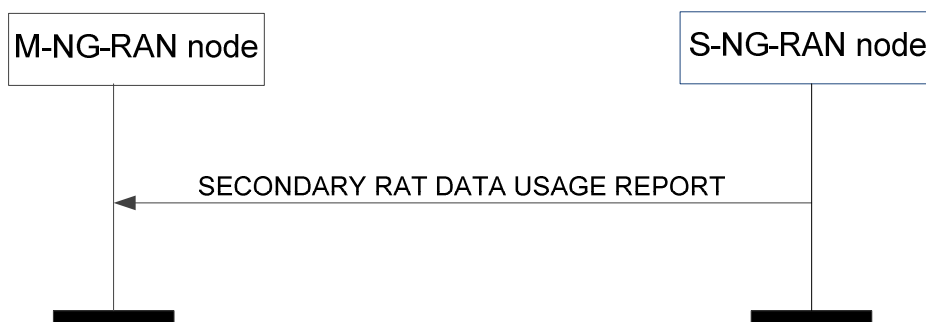 M-NG-RAN node
S-NG-RAN node
SECONDARY RAT DATA USAGE REPORT